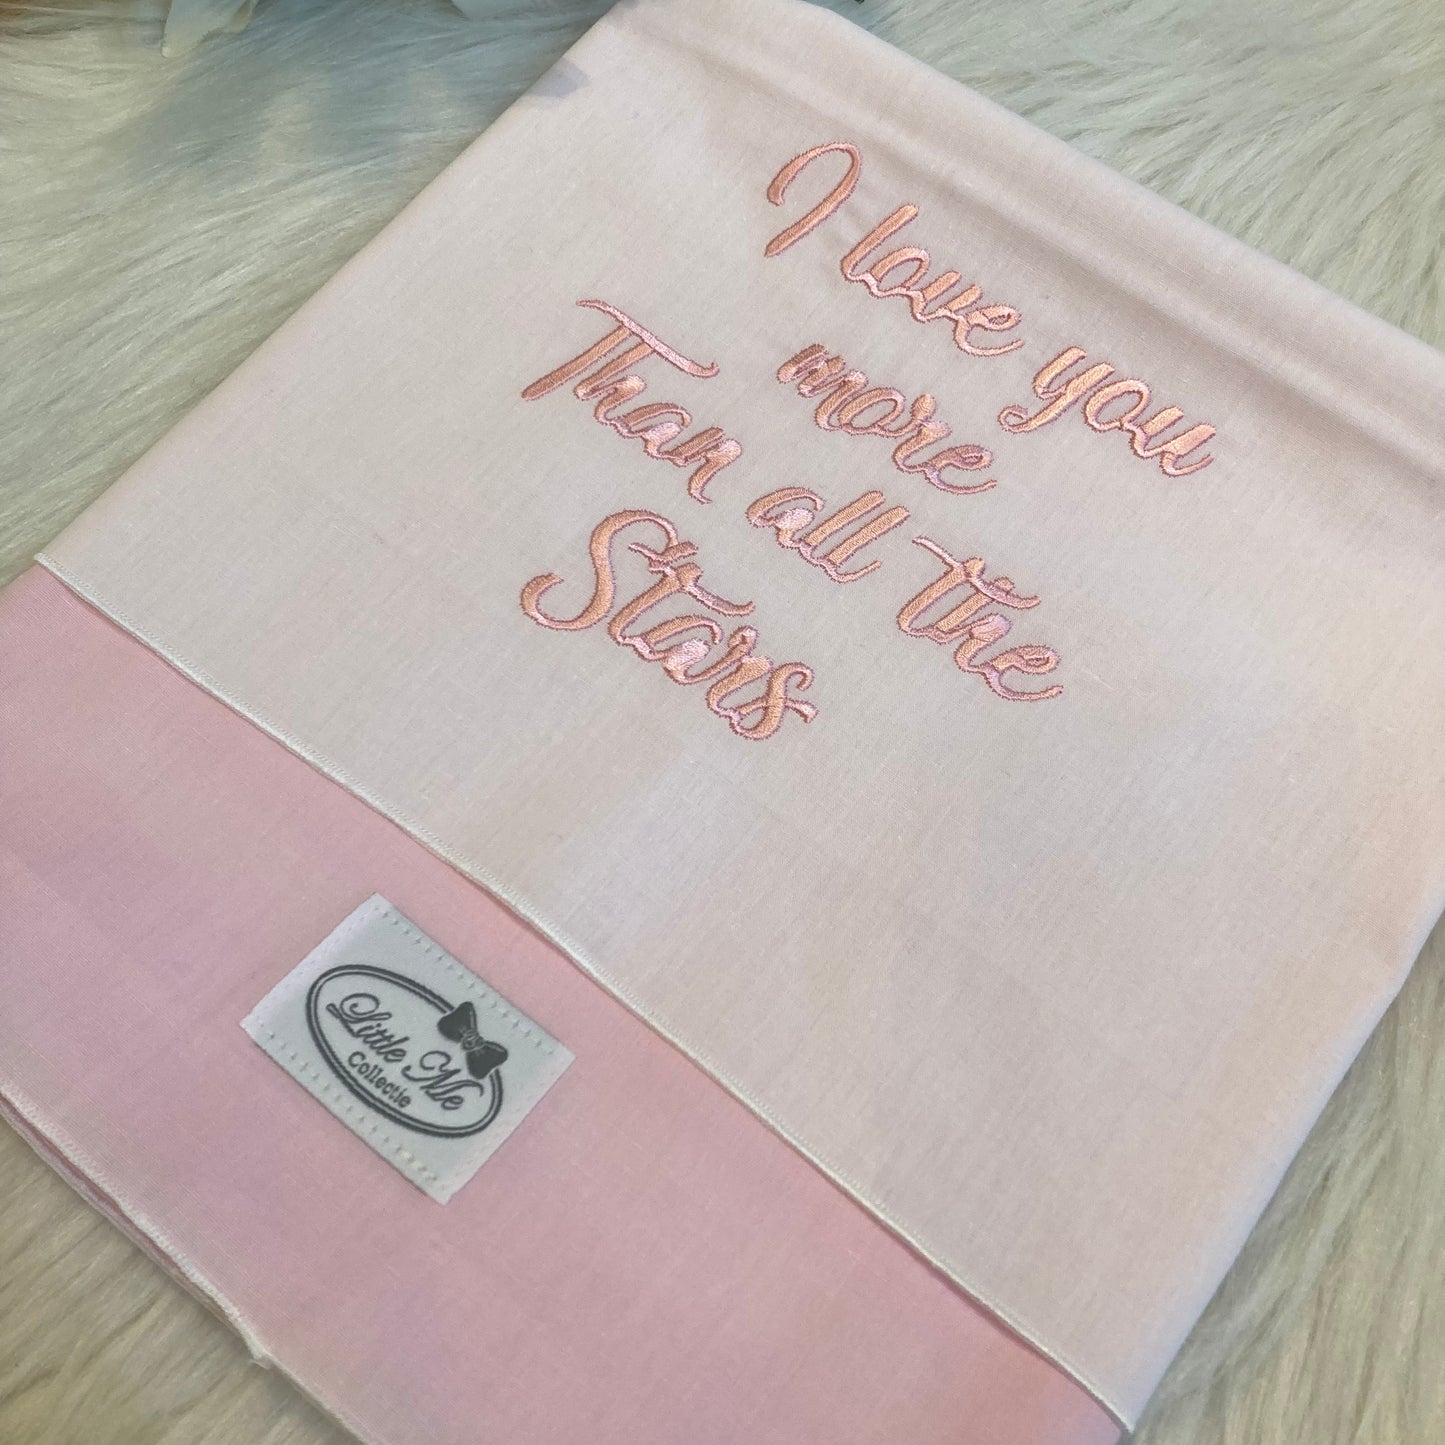 I love you
more
Than all the
Stars
Little Me
Collectie